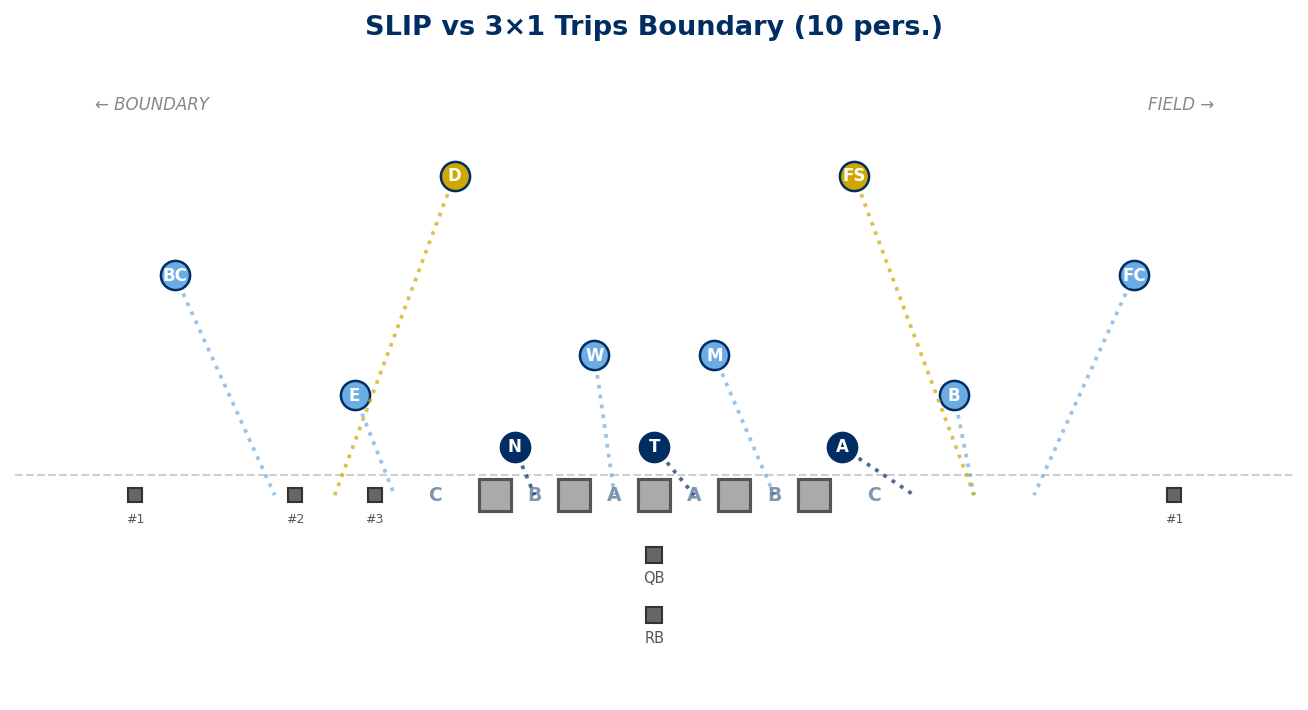 SLIP vs 3×1 Trips Boundary (10 pers.)
← BOUNDARY
FIELD →
D
FS
BC
FC
W
M
E
B
N
T
A
C
B
A
A
B
C
#1
#2
#3
#1
QB
RB